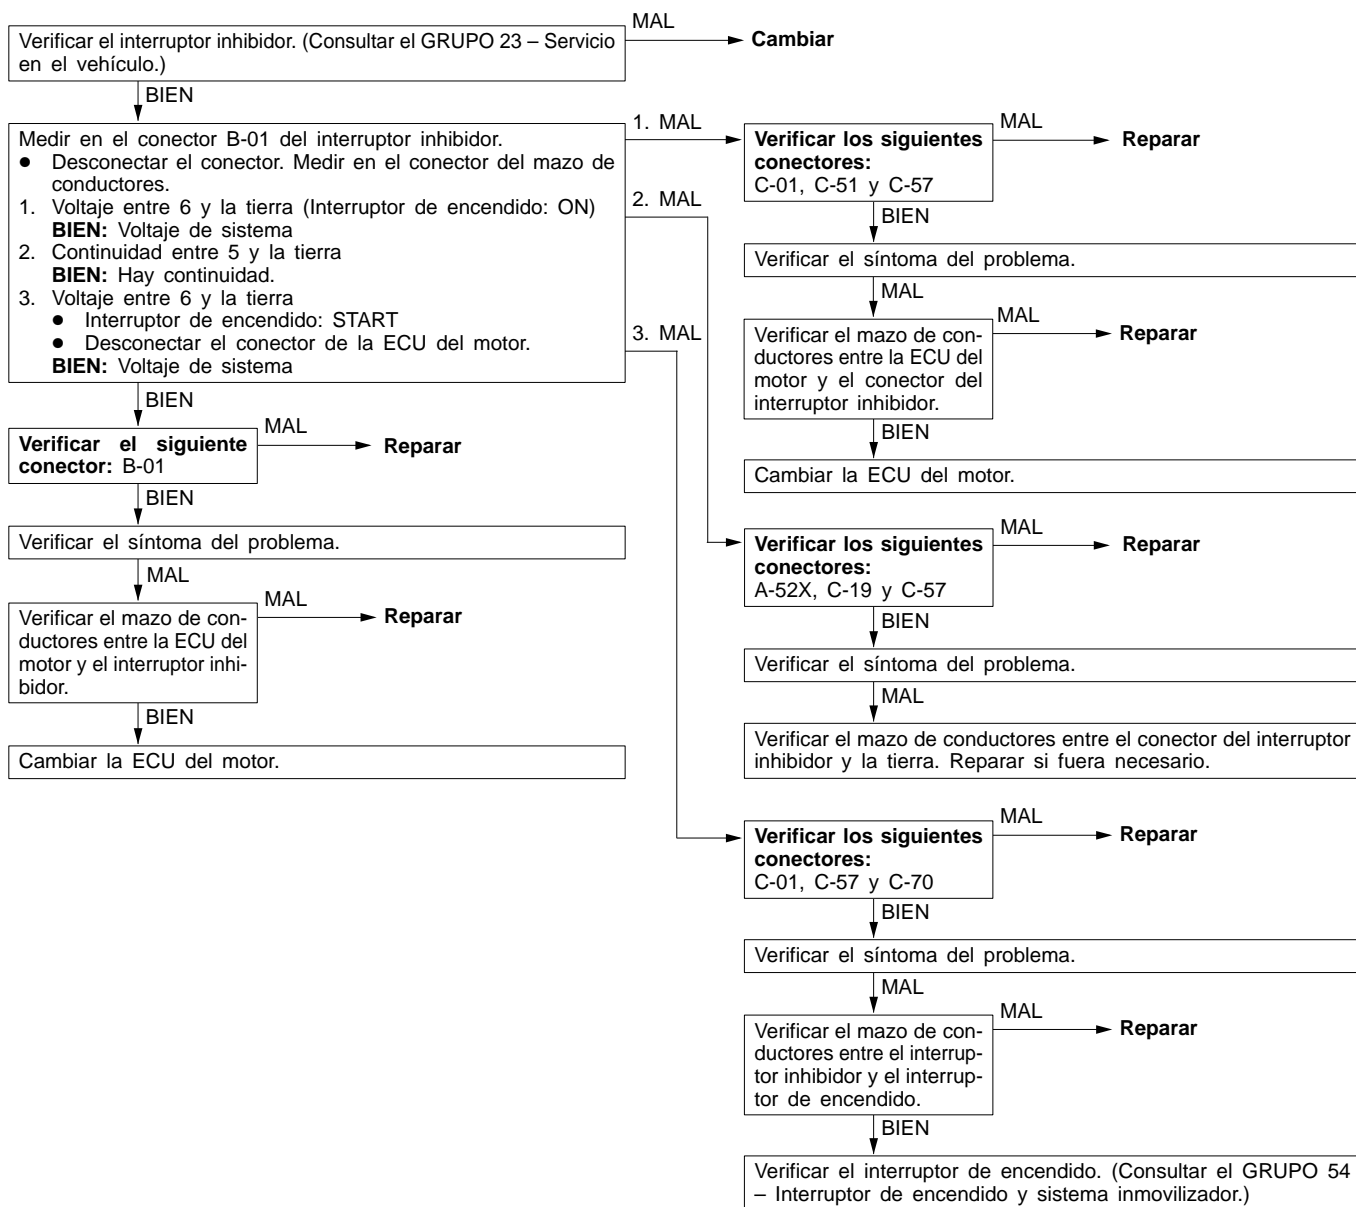 Verificar el interruptor inhibidor. (Consultar el GRUPO 23 – Servicio
en el vehículo.)
MAL
Cambiar
BIEN
Medir en el conector B-01 del interruptor inhibidor.
● Desconectar el conector. Medir en el conector del mazo de
conductores.
1. Voltaje entre 6 y la tierra (Interruptor de encendido: ON)
BIEN: Voltaje de sistema
2. Continuidad entre 5 y la tierra
BIEN: Hay continuidad.
3. Voltaje entre 6 y la tierra
● Interruptor de encendido: START
● Desconectar el conector de la ECU del motor.
BIEN: Voltaje de sistema
BIEN
Verificar el siguiente
conector: B-01
MAL
Reparar
BIEN
Verificar el síntoma del problema.
MAL
Verificar el mazo de con-
ductores entre la ECU del
motor y el interruptor inhi-
bidor.
MAL
Reparar
BIEN
Cambiar la ECU del motor.
1. MAL
Verificar los siguientes
conectores:
C-01, C-51 y C-57
MAL
Reparar
BIEN
Verificar el síntoma del problema.
MAL
Verificar el mazo de con-
ductores entre la ECU del
motor y el conector del
interruptor inhibidor.
MAL
Reparar
BIEN
Cambiar la ECU del motor.
2. MAL
Verificar los siguientes
conectores:
A-52X, C-19 y C-57
MAL
Reparar
BIEN
Verificar el síntoma del problema.
MAL
Verificar el mazo de conductores entre el conector del interruptor
inhibidor y la tierra. Reparar si fuera necesario.
3. MAL
Verificar los siguientes
conectores:
C-01, C-57 y C-70
MAL
Reparar
BIEN
Verificar el síntoma del problema.
MAL
Verificar el mazo de con-
ductores entre el interrup-
tor inhibidor y el interrup-
tor de encendido.
MAL
Reparar
BIEN
Verificar el interruptor de encendido. (Consultar el GRUPO 54
– Interruptor de encendido y sistema inmovilizador.)